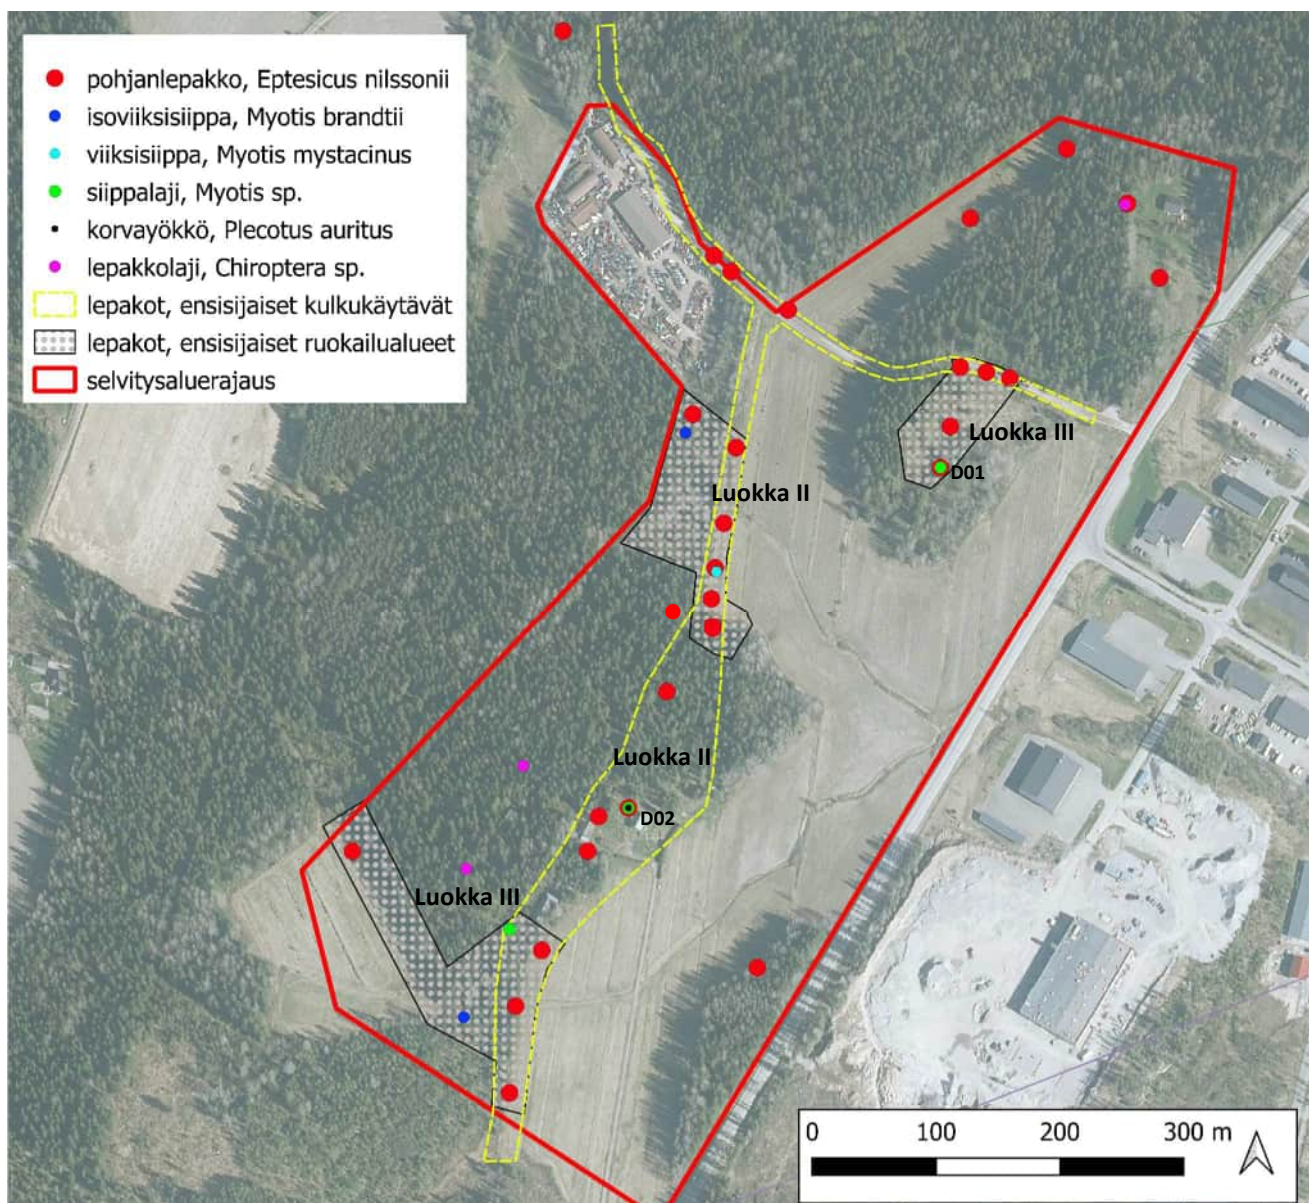 pohjanlepakko, Eptesicus nilssonii
isoviiksisiippa, Myotis brandtii
viiksisiippa, Myotis mystacinus
siippalaji, Myotis sp.
korvayökkö, Plecotus auritus
lepakkolaji, Chiroptera sp.
lepakot, ensisijaiset kulkukäytävät
lepakot, ensisijaiset ruokailualueet
selvitysaluerajaus
Luokka III
D01
Luokka II
Luokka II
D02
Luokka III
0 100 200 300 m